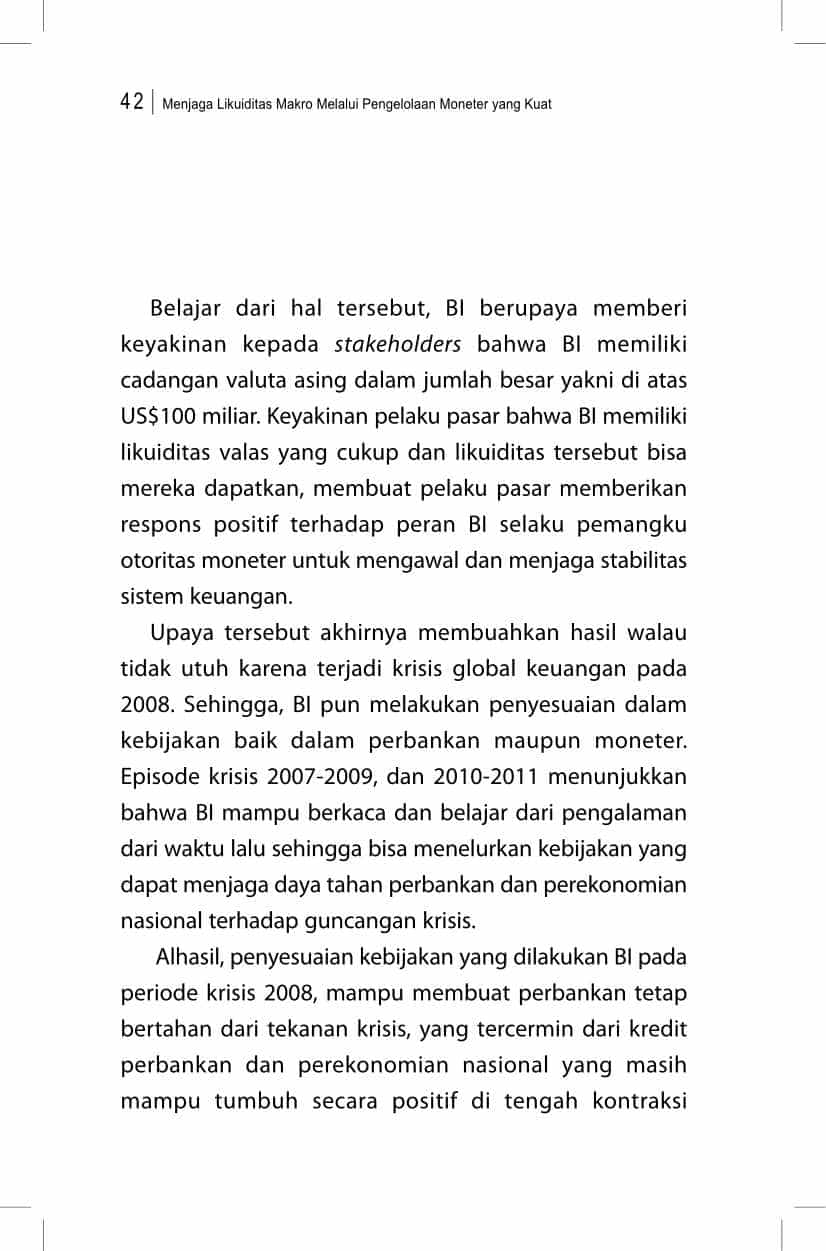 42 | Menjaga Likuiditas Makro Melalui Pengelolaan Moneter yang Kuat
Belajar dari hal tersebut, BI berupaya memberi
keyakinan kepada stakeholders bahwa BI memiliki
cadangan valuta asing dalam jumlah besar yakni di atas
US$100 miliar. Keyakinan pelaku pasar bahwa BI memiliki
likuiditas valas yang cukup dan likuiditas tersebut bisa
mereka dapatkan, membuat pelaku pasar memberikan
respons positif terhadap peran BI selaku pemangku
otoritas moneter untuk mengawal dan menjaga stabilitas
sistem keuangan.
Upaya tersebut akhirnya membuahkan hasil walau
tidak utuh karena terjadi krisis global keuangan pada
2008. Sehingga, BI pun melakukan penyesuaian dalam
kebijakan baik dalam perbankan maupun moneter.
Episode krisis 2007-2009, dan 2010-2011 menunjukkan
bahwa BI mampu berkaca dan belajar dari pengalaman
dari waktu lalu sehingga bisa menelurkan kebijakan yang
dapat menjaga daya tahan perbankan dan perekonomian
nasional terhadap guncangan krisis.
Alhasil, penyesuaian kebijakan yang dilakukan BI pada
periode krisis 2008, mampu membuat perbankan tetap
bertahan dari tekanan krisis, yang tercermin dari kredit
perbankan dan perekonomian nasional yang masih
mampu tumbuh secara positif di tengah kontraksi